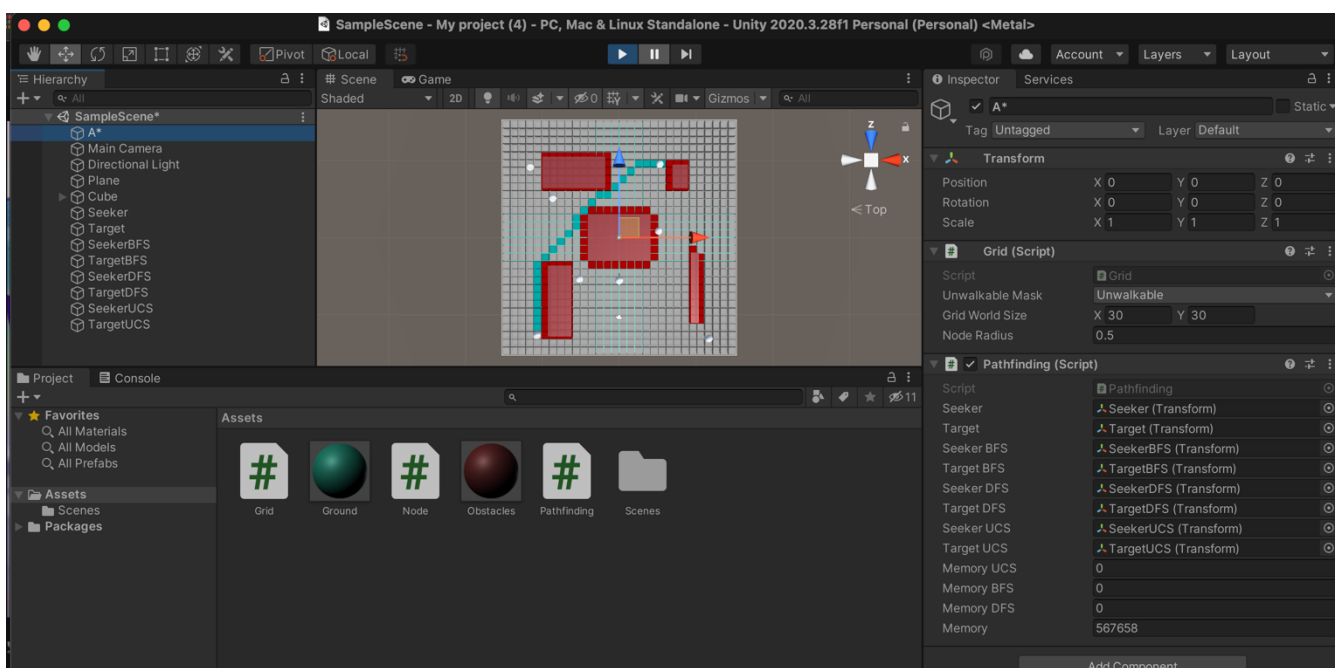 SampleScene - My project (4) - PC, Mac & Linux Standalone - Unity 2020.3.28f1 Personal (Personal) <Metal>
Pivot Local Account Layers Layout
Hierarchy
All
SampleScene*
A*
Main Camera
Directional Light
Plane
Cube
Seeker
Target
SeekerBFS
TargetBFS
SeekerDFS
TargetDFS
SeekerUCS
TargetUCS
# Scene Game
Shaded 2D 0 Gizmos All
z
x
Top
Inspector Services
A* Static
Tag Untagged Layer Default
Transform
Position X 0 Y 0 Z 0
Rotation X 0 Y 0 Z 0
Scale X 1 Y 1 Z 1
# Grid (Script)
Script Grid
Unwalkable Mask Unwalkable
Grid World Size X 30 Y 30
Node Radius 0.5
# Pathfinding (Script)
Script Pathfinding
Seeker Seeker (Transform)
Target Target (Transform)
Seeker BFS SeekerBFS (Transform)
Target BFS TargetBFS (Transform)
Seeker DFS SeekerDFS (Transform)
Target DFS TargetDFS (Transform)
Seeker UCS SeekerUCS (Transform)
Target UCS TargetUCS (Transform)
Memory UCS 0
Memory BFS 0
Memory DFS 0
Memory 567658
Add Component
Project Console
11
Favorites
All Materials
All Models
All Prefabs
Assets
Scenes
Packages
Assets
# # #
Grid Ground Node Obstacles Pathfinding Scenes